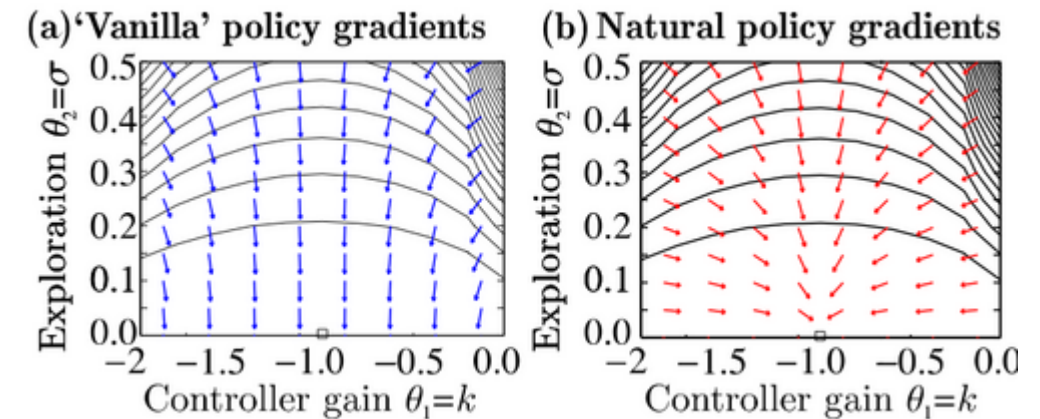 (a) 'Vanilla' policy gradients
Exploration θ₂=σ
0.5
0.4
0.3
0.2
0.1
0.0
−2 −1.5 −1.0 −0.5 0.0
Controller gain θ₁=k
(b) Natural policy gradients
Exploration θ₂=σ
0.5
0.4
0.3
0.2
0.1
0.0
−2 −1.5 −1.0 −0.5 0.0
Controller gain θ₁=k